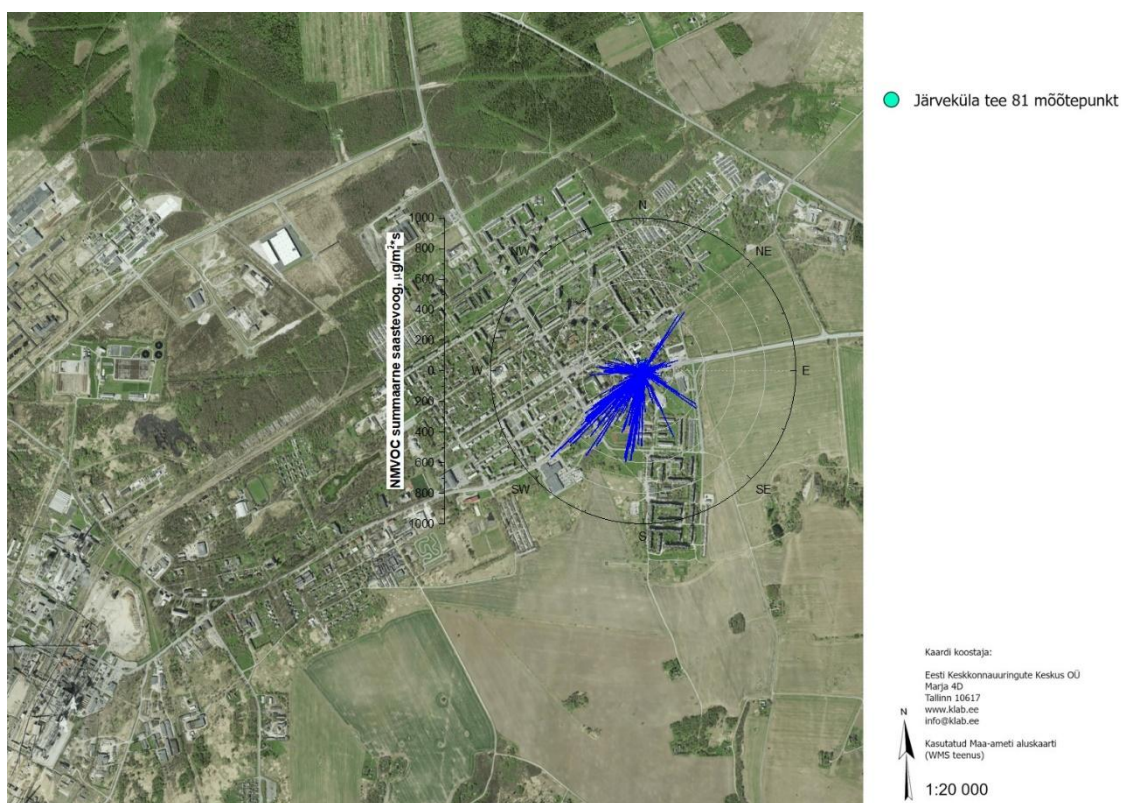 Järveküla tee 81 mõõtepunkt
NMVOC summaarne saastevoog, µg/m²*s
1000
800
600
400
200
0
200
400
600
800
1000
N
NW
NE
W
E
SW
SE
S
Kaardi koostaja:
Eesti Keskkonnauuringute Keskus OÜ
Marja 4D
Tallinn 10617
www.klab.ee
info@klab.ee
N
Kasutatud Maa-ameti aluskaarti
(WMS teenus)
1:20 000